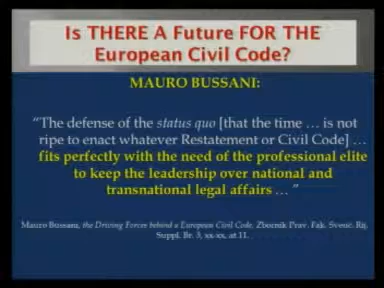 Is THERE A Future FOR THE
European Civil Code?
MAURO BUSSANI:
“The defense of the status quo [that the time … is not
ripe to enact whatever Restatement or Civil Code] …
fits perfectly with the need of the professional elite
to keep the leadership over national and
transnational legal affairs … ”
Mauro Bussani, the Driving Forces behind a European Civil Code, Zbornik Prav. Fak. Sveuč. Rij.
Suppl. Br. 3, xx-xx, at 11.